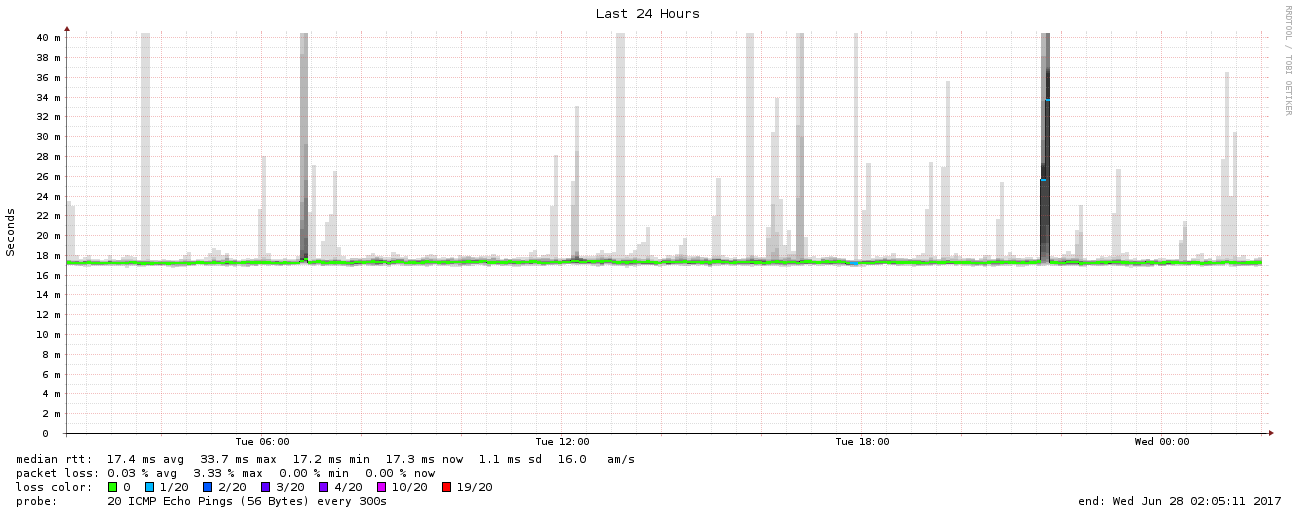 Last 24 Hours
RRDTOOL / TOBI OETIKER
Seconds
40 m
38 m
36 m
34 m
32 m
30 m
28 m
26 m
24 m
22 m
20 m
18 m
16 m
14 m
12 m
10 m
8 m
6 m
4 m
2 m
0
Tue 06:00 Tue 12:00 Tue 18:00 Wed 00:00
median rtt: 17.4 ms avg 33.7 ms max 17.2 ms min 17.3 ms now 1.1 ms sd 16.0 am/s
packet loss: 0.03 % avg 3.33 % max 0.00 % min 0.00 % now
loss color: 0 1/20 2/20 3/20 4/20 10/20 19/20
probe: 20 ICMP Echo Pings (56 Bytes) every 300s end: Wed Jun 28 02:05:11 2017